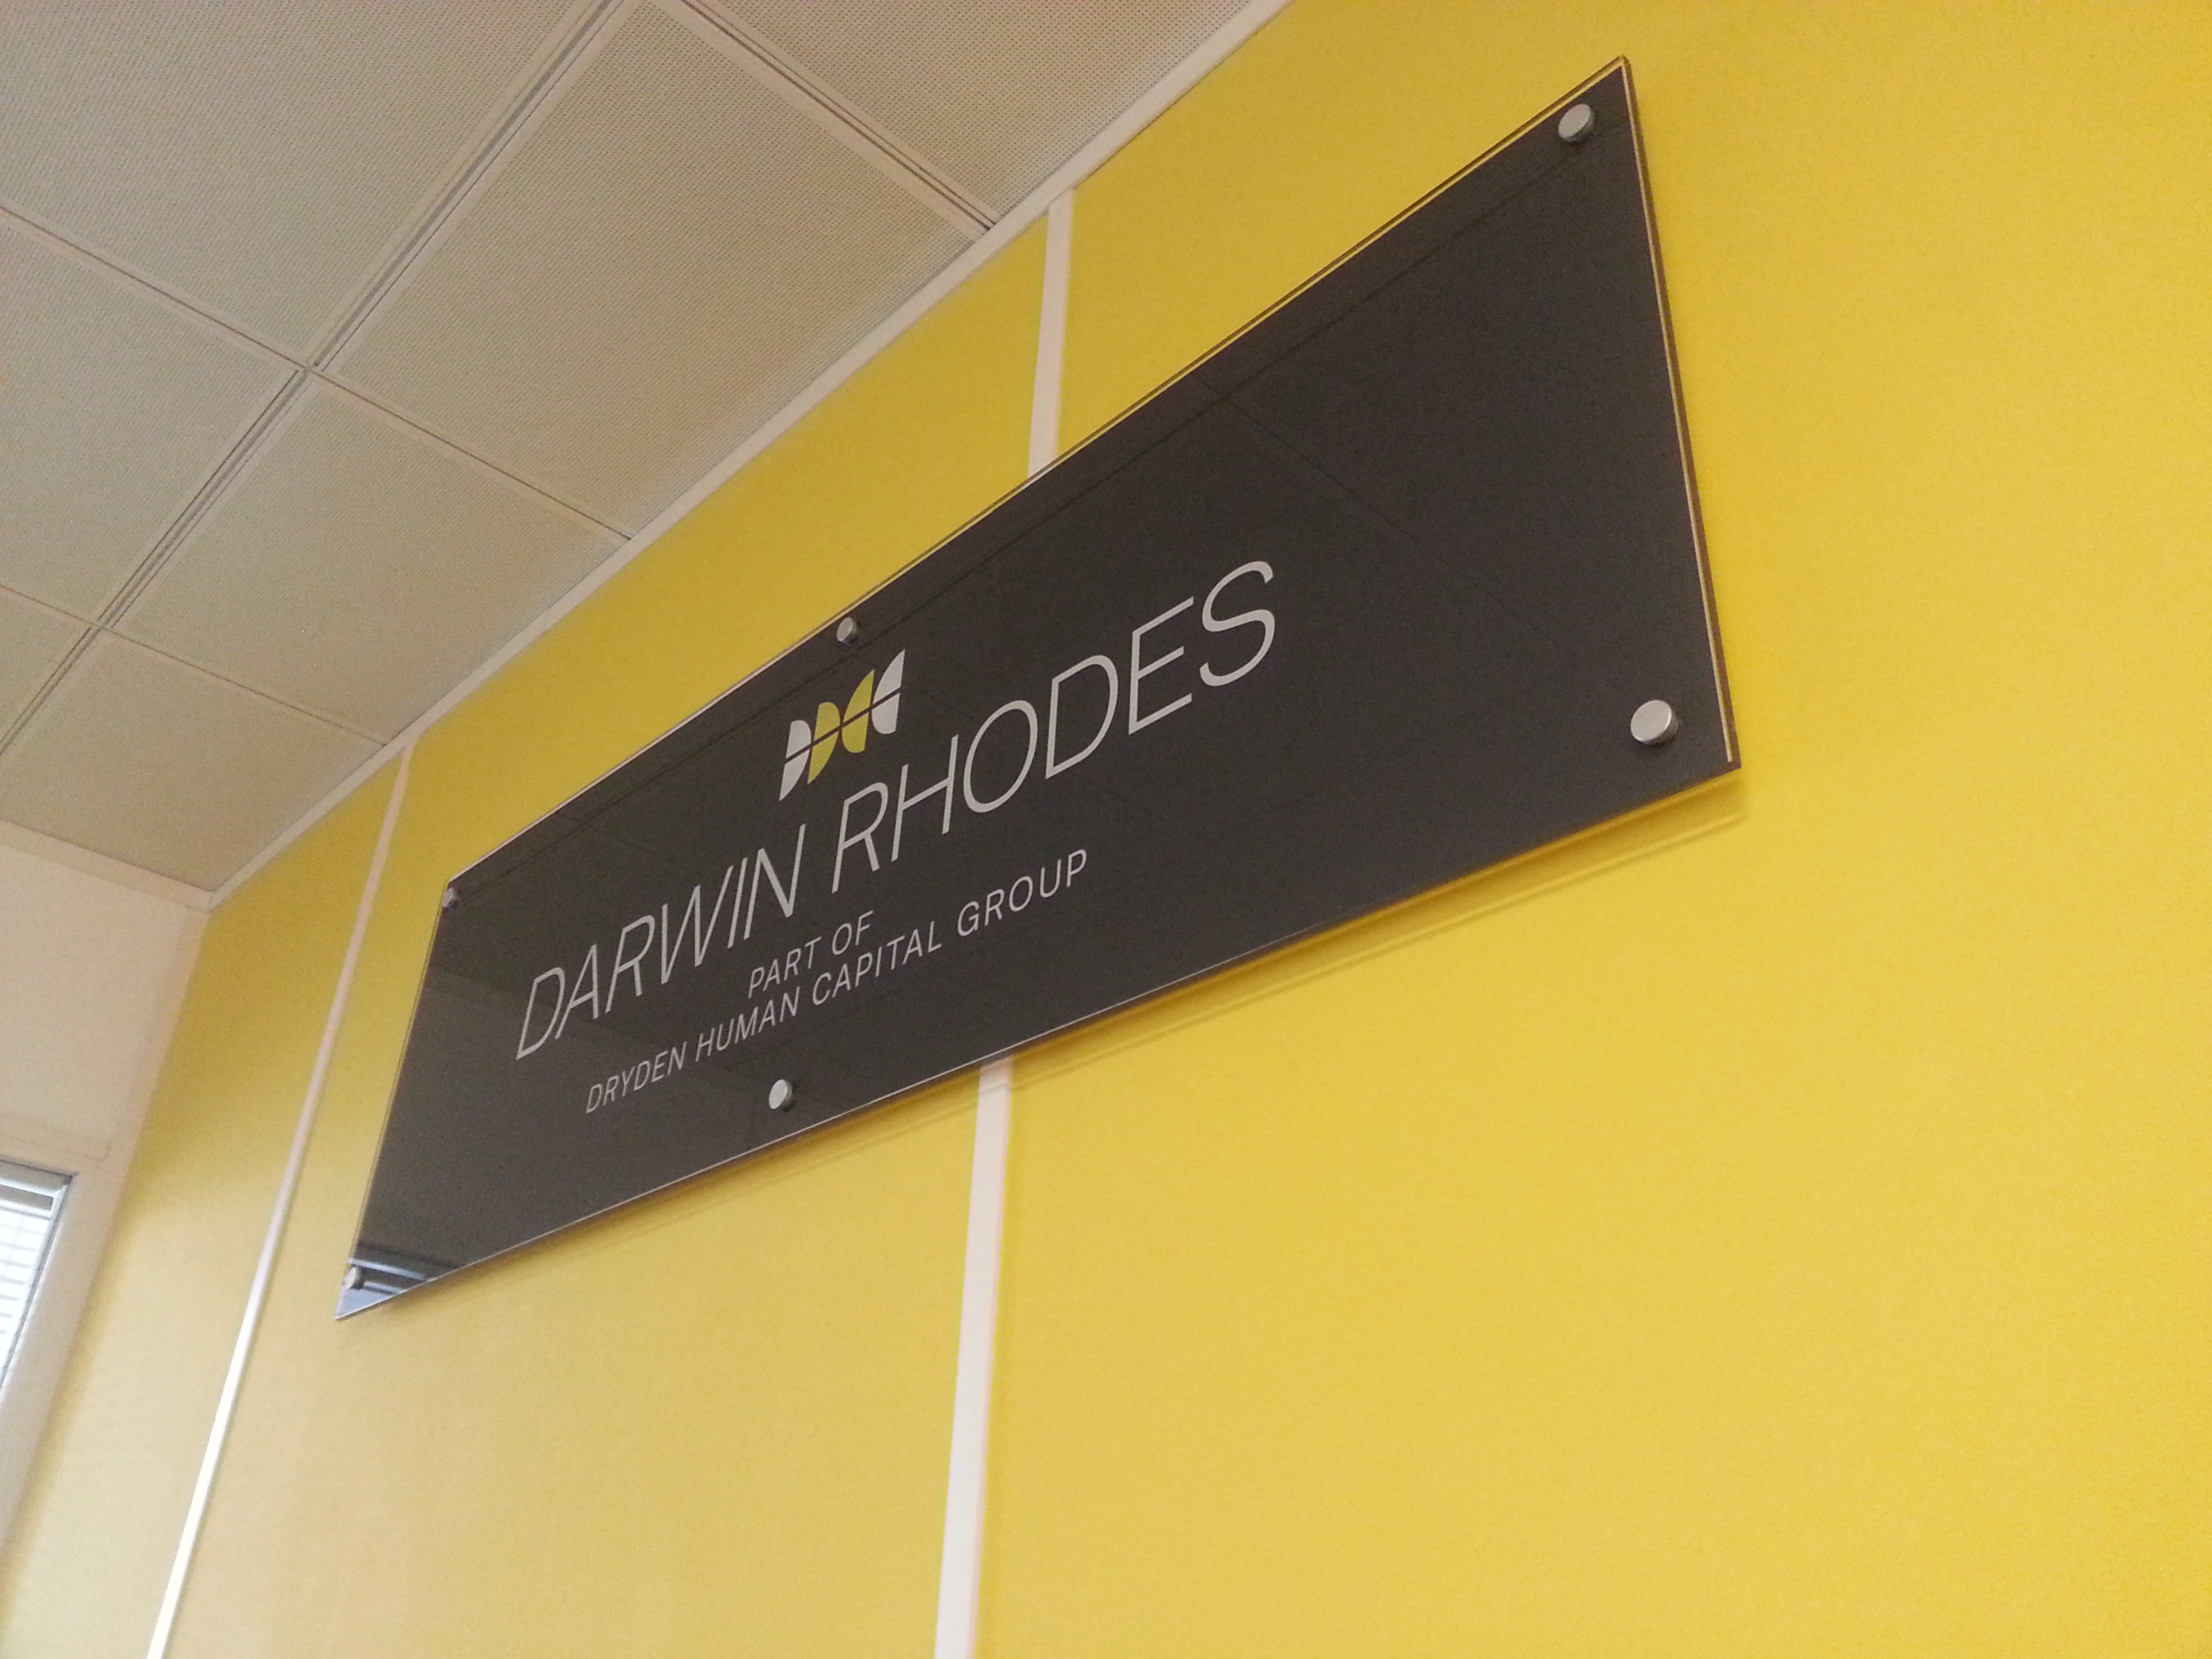 DARWIN RHODES
PART OF
DRYDEN HUMAN CAPITAL GROUP